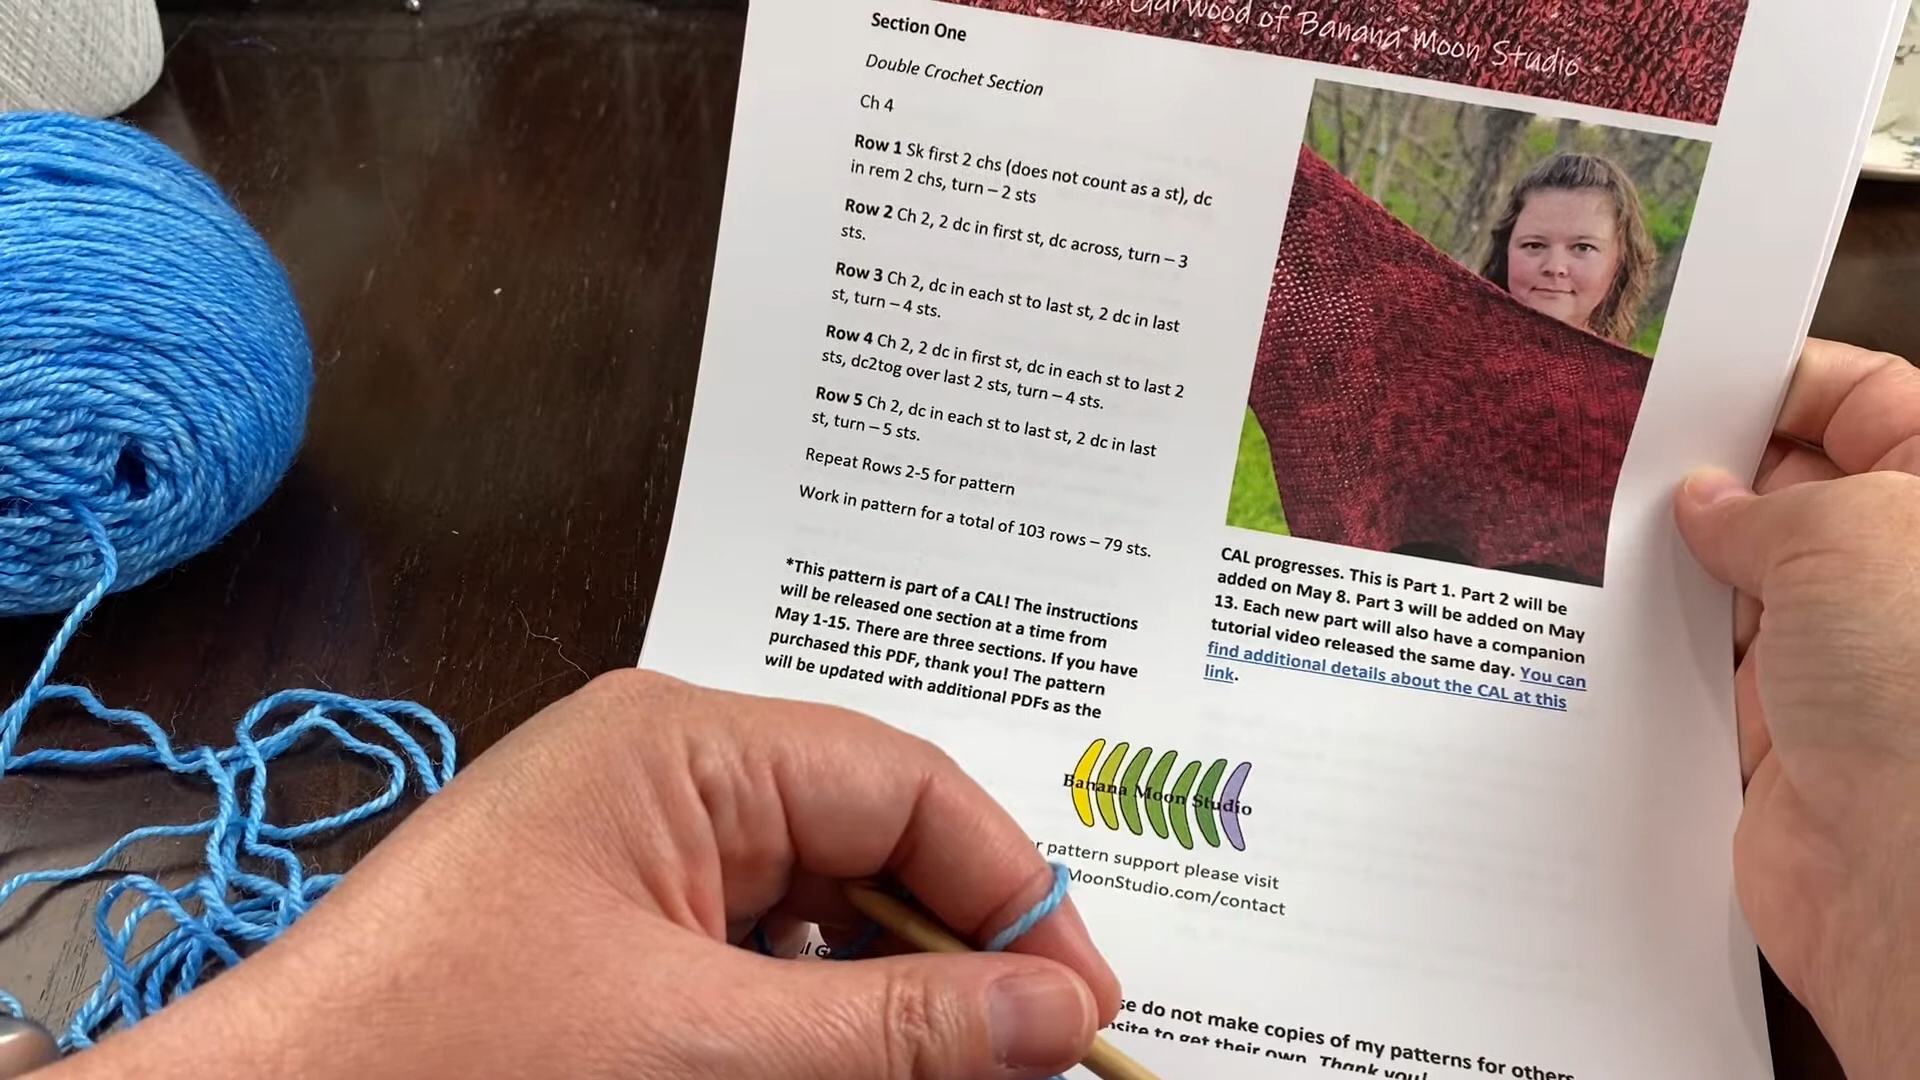 Garwood of Banana Moon Studio
Section One
Double Crochet Section
Ch 4
Row 1 Sk first 2 chs (does not count as a st), dc
in rem 2 chs, turn – 2 sts
Row 2 Ch 2, 2 dc in first st, dc across, turn – 3
sts.
Row 3 Ch 2, dc in each st to last st, 2 dc in last
st, turn – 4 sts.
Row 4 Ch 2, 2 dc in first st, dc in each st to last 2
sts, dc2tog over last 2 sts, turn – 4 sts.
Row 5 Ch 2, dc in each st to last st, 2 dc in last
st, turn – 5 sts.
Repeat Rows 2-5 for pattern
Work in pattern for a total of 103 rows – 79 sts.
*This pattern is part of a CAL! The instructions
will be released one section at a time from
May 1-15. There are three sections. If you have
purchased this PDF, thank you! The pattern
will be updated with additional PDFs as the
CAL progresses. This is Part 1. Part 2 will be
added on May 8. Part 3 will be added on May
13. Each new part will also have a companion
tutorial video released the same day. You can
find additional details about the CAL at this
link.
Banana Moon Studio
pattern support please visit
MoonStudio.com/contact
do not make copies of my patterns for others
to get their own. Thank you!